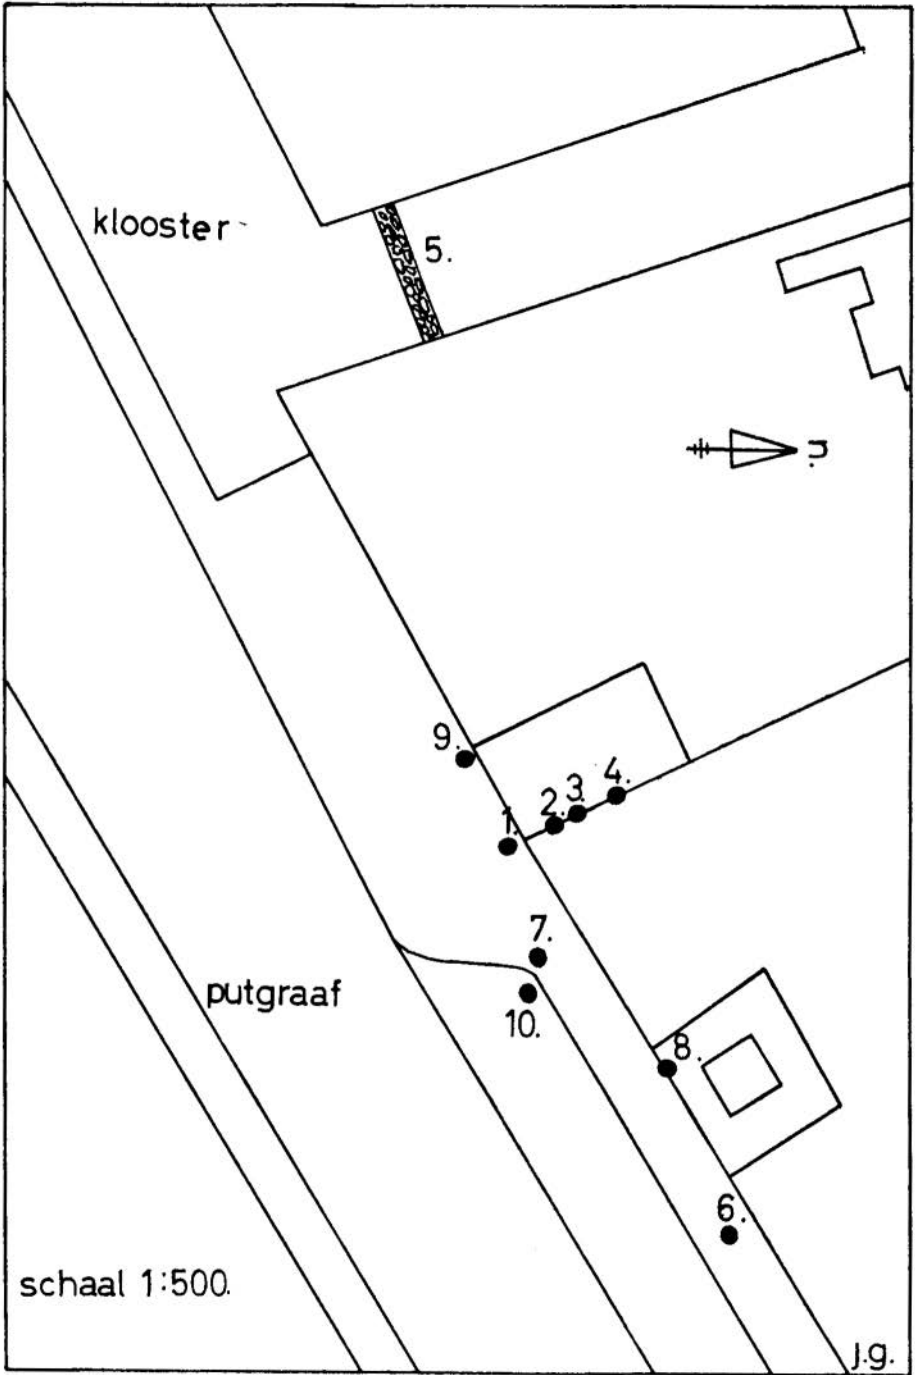 klooster
5.
n.
9.
4.
3.
2.
1.
7.
putgraaf
10.
8.
6.
schaal 1:500.
j.g.